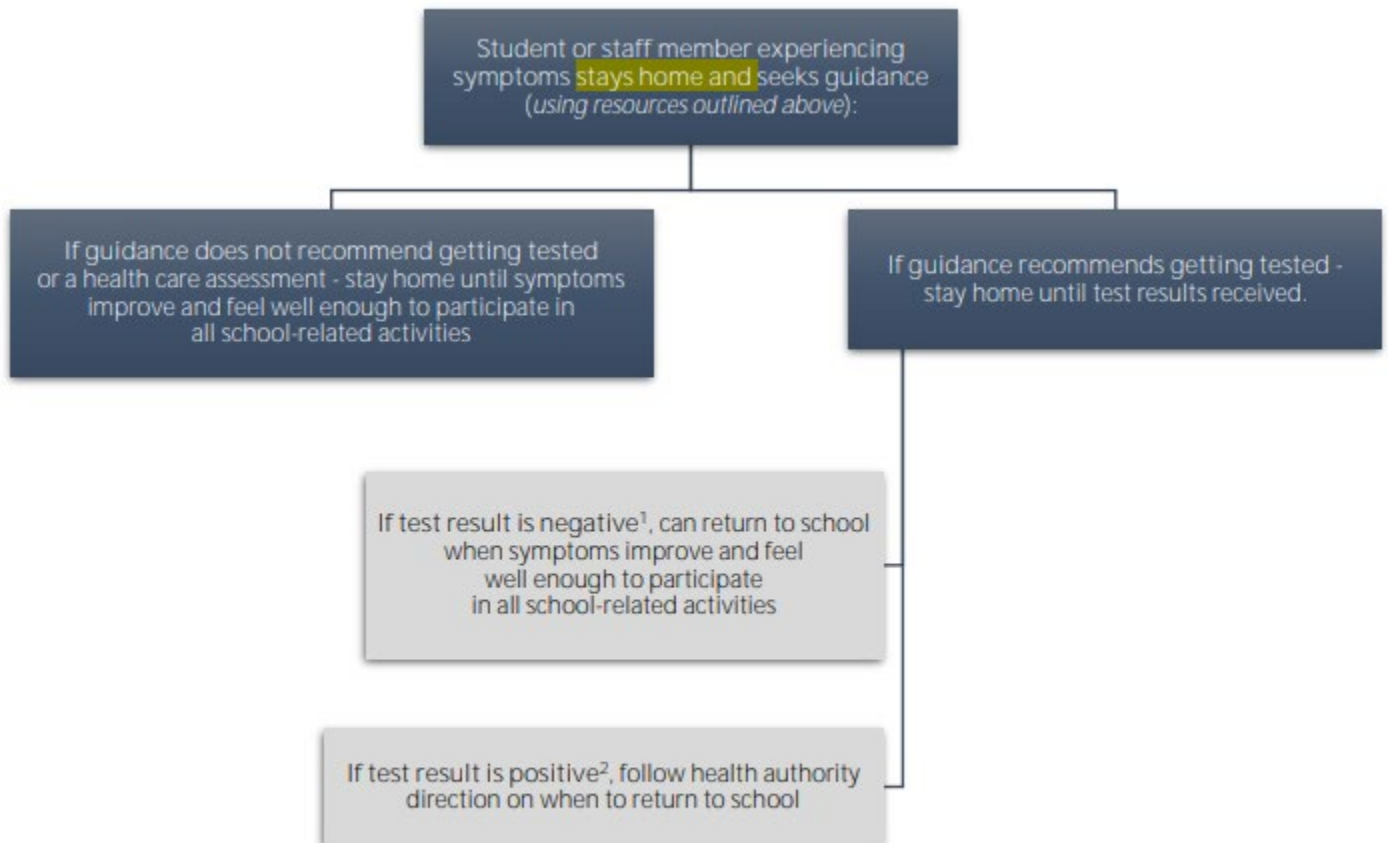 Student or staff member experiencing
symptoms stays home and seeks guidance
(using resources outlined above):
If guidance does not recommend getting tested
or a health care assessment - stay home until symptoms
improve and feel well enough to participate in
all school-related activities
If guidance recommends getting tested -
stay home until test results received.
If test result is negative¹, can return to school
when symptoms improve and feel
well enough to participate
in all school-related activities
If test result is positive², follow health authority
direction on when to return to school